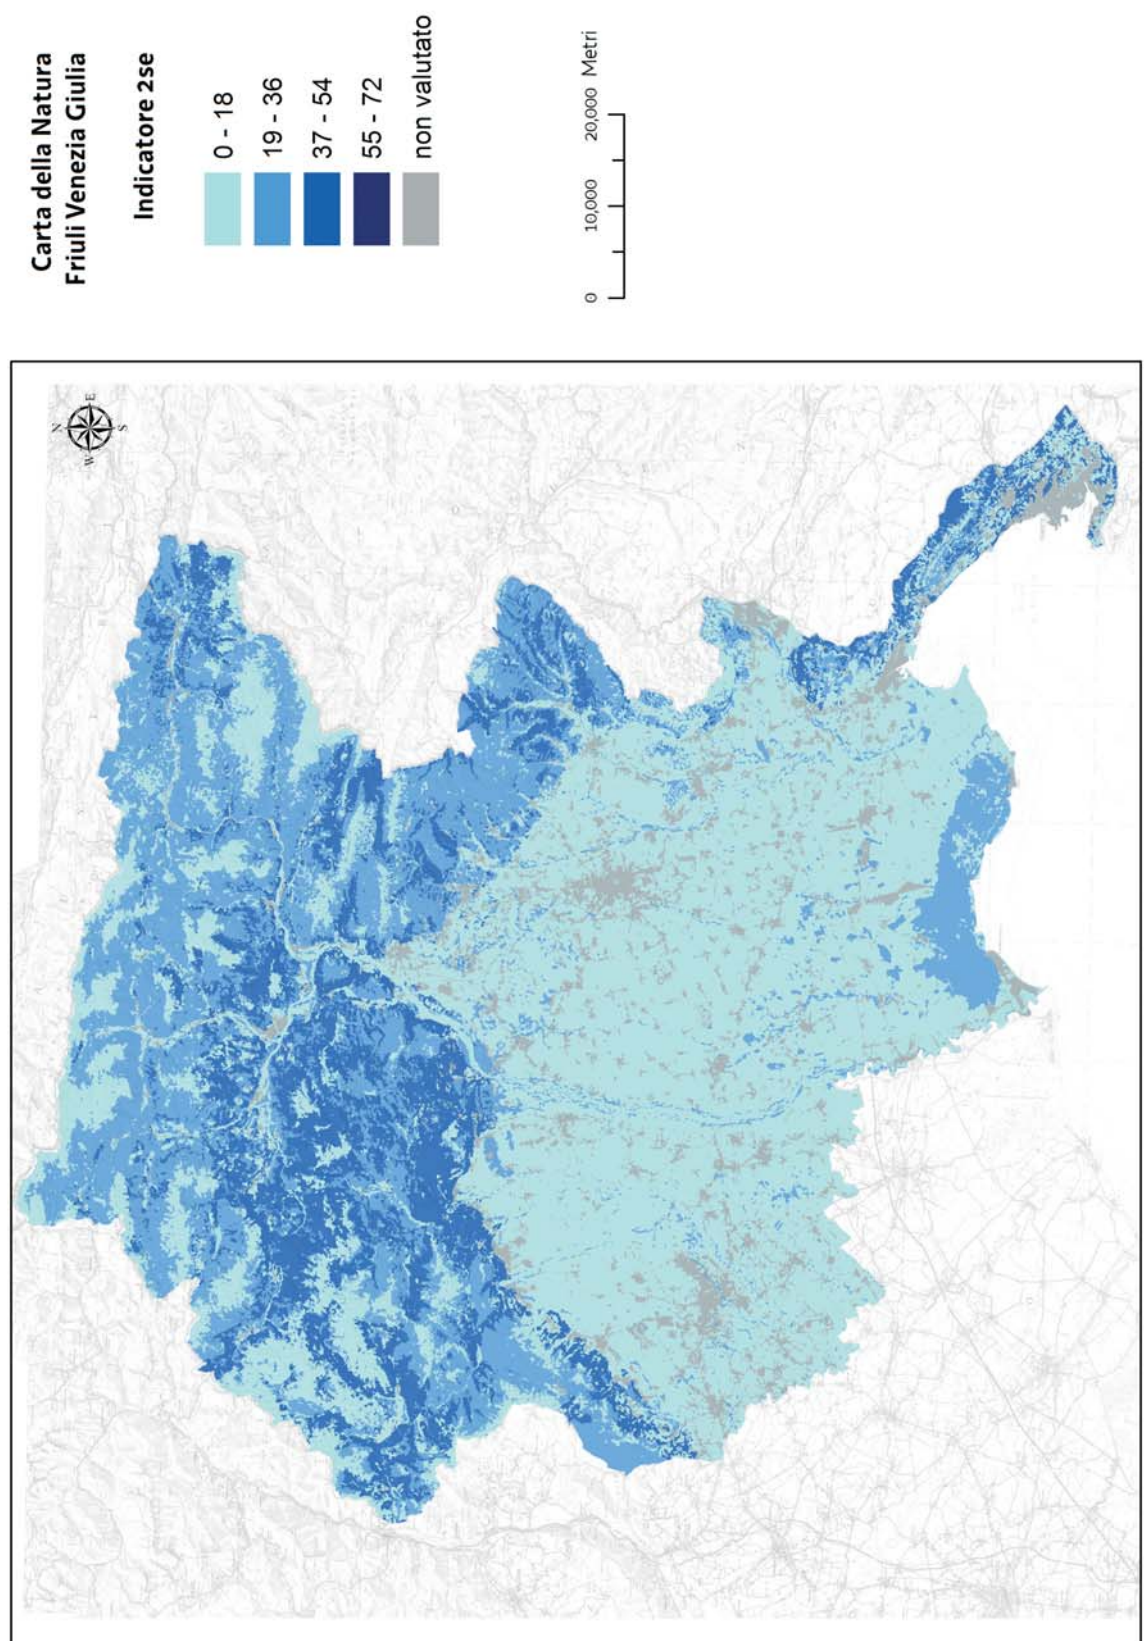 Carta della Natura
Friuli Venezia Giulia
Indicatore 2se
0 - 18
19 - 36
37 - 54
55 - 72
non valutato
0 10,000 20,000 Metri
N
W E
S